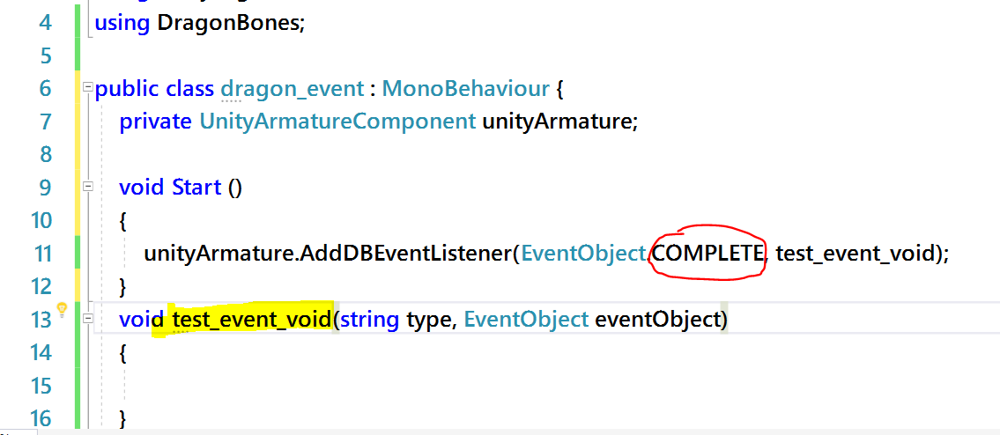 4 using DragonBones;
5
6 public class dragon_event : MonoBehaviour {
7 private UnityArmatureComponent unityArmature;
8
9 void Start ()
10 {
11 unityArmature.AddDBEventListener(EventObject.COMPLETE, test_event_void);
12 }
13 void test_event_void(string type, EventObject eventObject)
14 {
15
16 }